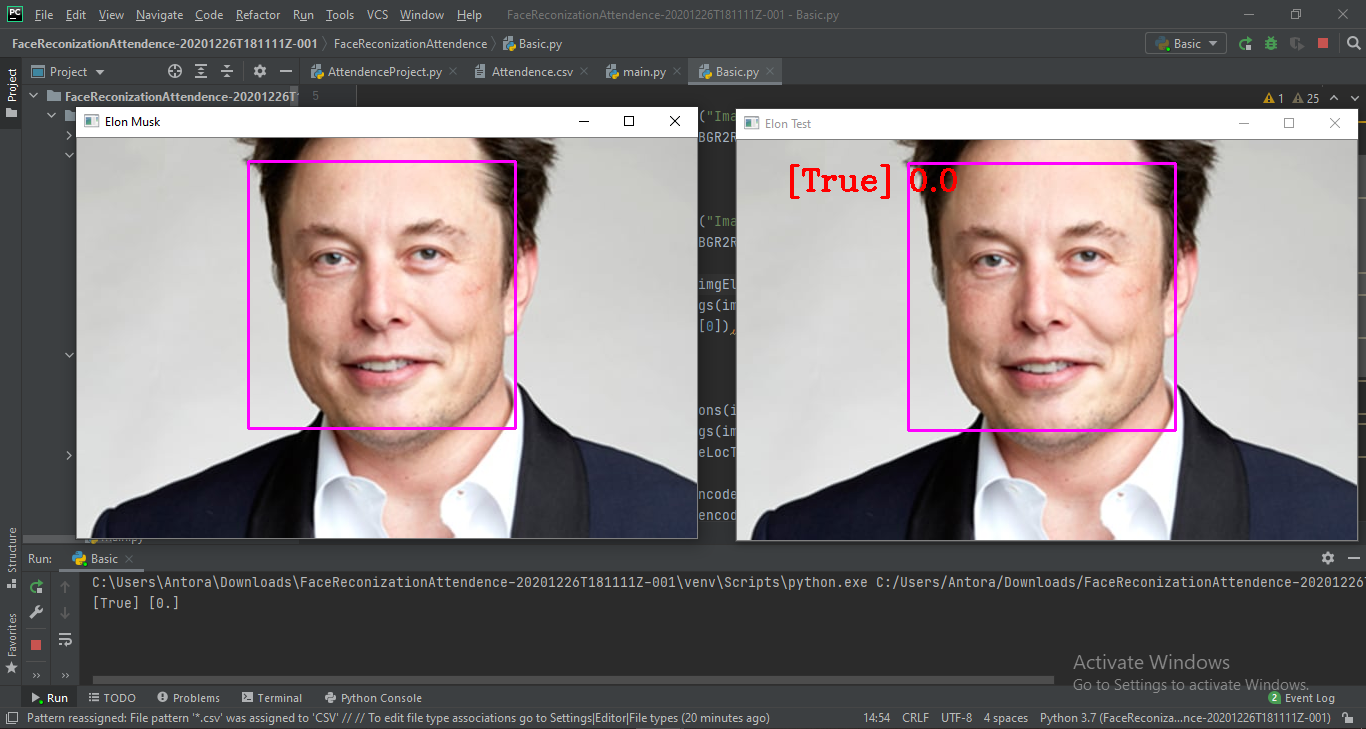 PC File Edit View Navigate Code Refactor Run Tools VCS Window Help FaceReconizationAttendence-20201226T181111Z-001 - Basic.py
FaceReconizationAttendence-20201226T181111Z-001 FaceReconizationAttendence Basic.py Basic
Project AttendenceProject.py Attendence.csv main.py Basic.py
Project
FaceReconizationAttendence-20201226T 5
1 25
Elon Musk
Elon Test
("Ima
BGR2R
[True] 0.0
("Ima
BGR2R
imgEl
gs(im
[0]),
ons(i
gs(im
eLocT
ncode
encod
main.py
Structure
Favorites
Run: Basic
C:\Users\Antora\Downloads\FaceReconizationAttendence-20201226T181111Z-001\venv\Scripts\python.exe C:/Users/Antora/Downloads/FaceReconizationAttendence-20201226
[True] [0.]
Activate Windows
Go to Settings to activate Windows.
Run TODO Problems Terminal Python Console 2 Event Log
Pattern reassigned: File pattern '*.csv' was assigned to 'CSV' // // To edit file type associations go to Settings|Editor|File types (20 minutes ago) 14:54 CRLF UTF-8 4 spaces Python 3.7 (FaceReconiza...nce-20201226T181111Z-001)